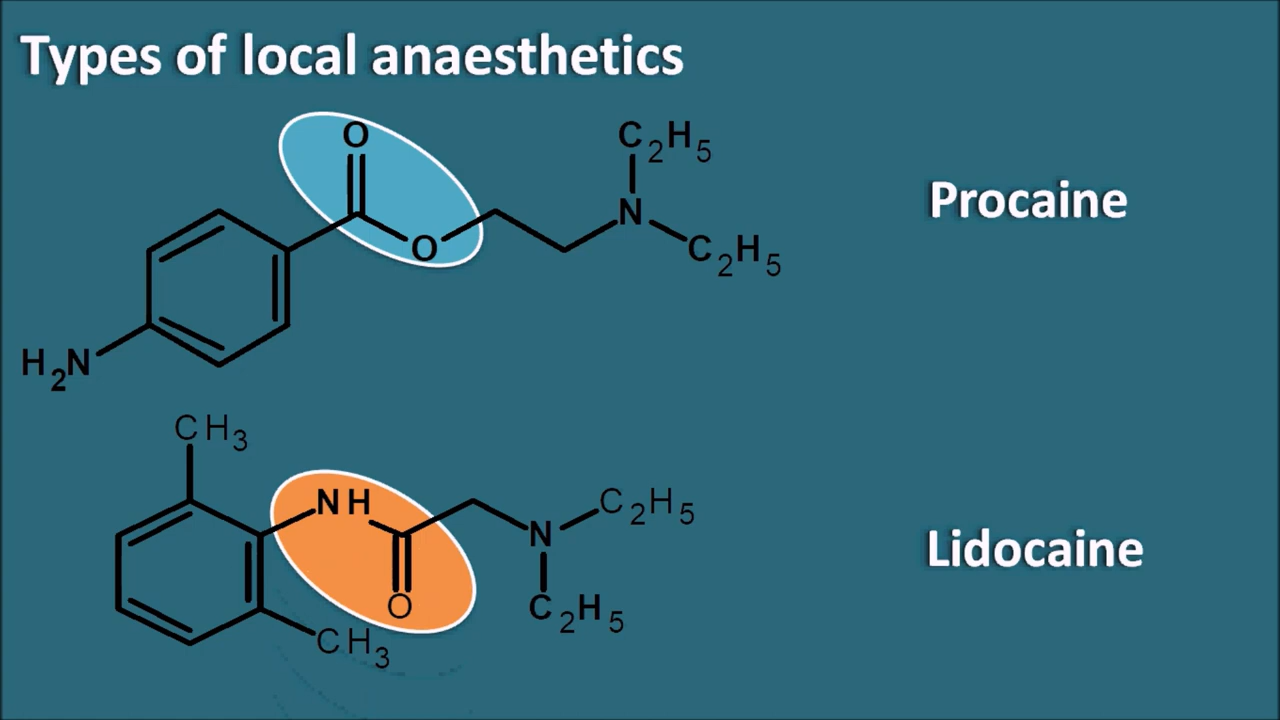 Types of local anaesthetics
O
C2H5
Procaine
N
O
C2H5
H2N
CH3
NH
C2H5
N
Lidocaine
O
C2H5
CH3